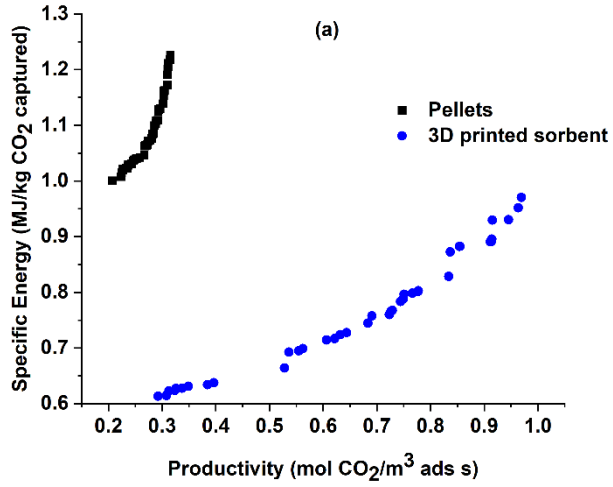 (a)
Pellets
3D printed sorbent
Specific Energy (MJ/kg CO₂ captured)
1.3
1.2
1.1
1.0
0.9
0.8
0.7
0.6
0.2 0.3 0.4 0.5 0.6 0.7 0.8 0.9 1.0
Productivity (mol CO₂/m³ ads s)